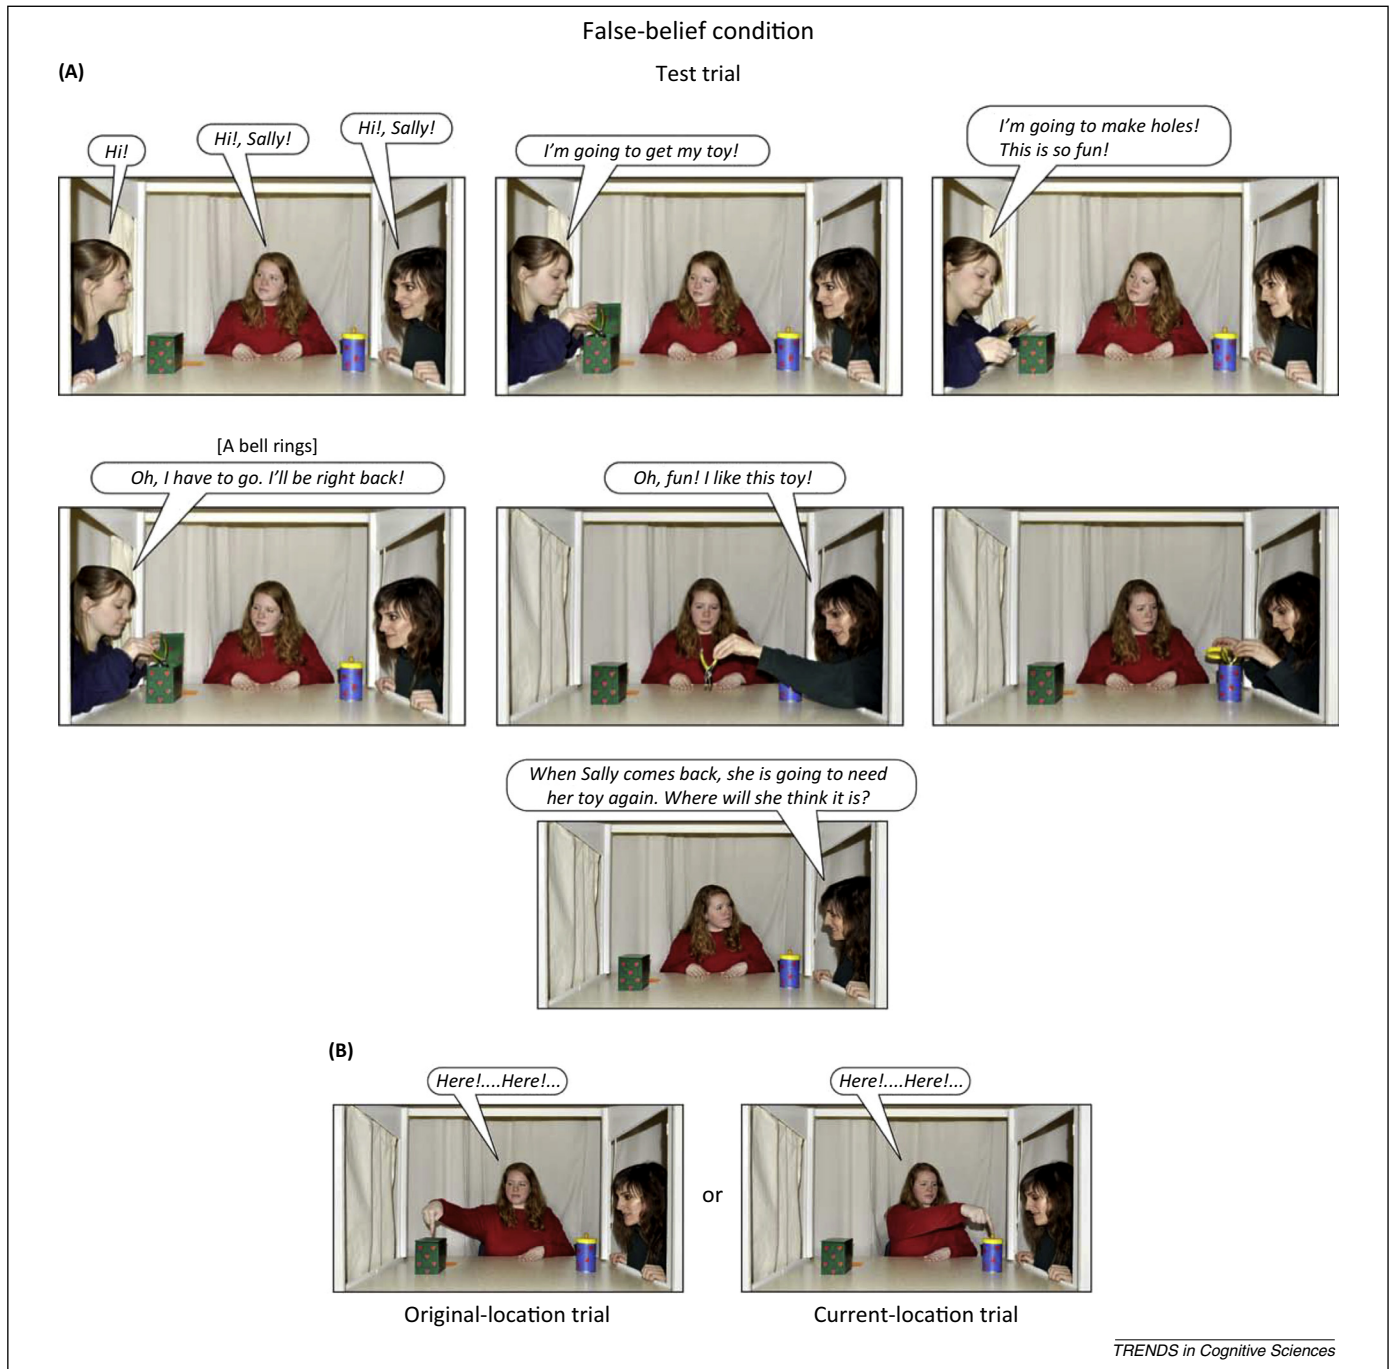 False-belief condition
(A)
Test trial
Hi!
Hi!, Sally!
Hi!, Sally!
I'm going to get my toy!
I'm going to make holes!
This is so fun!
[A bell rings]
Oh, I have to go. I'll be right back!
Oh, fun! I like this toy!
When Sally comes back, she is going to need
her toy again. Where will she think it is?
(B)
Here!....Here!...
Here!....Here!...
or
Original-location trial
Current-location trial
TRENDS in Cognitive Sciences